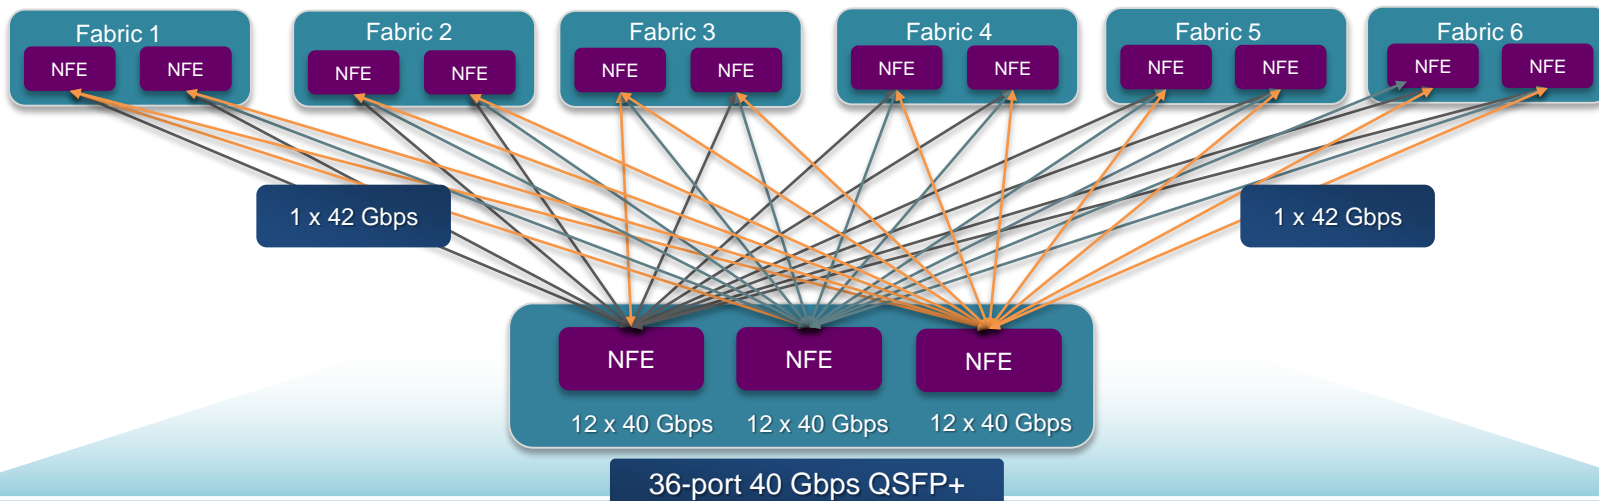 Fabric 1
NFE NFE
Fabric 2
NFE NFE
Fabric 3
NFE NFE
Fabric 4
NFE NFE
Fabric 5
NFE NFE
Fabric 6
NFE NFE
1 x 42 Gbps
1 x 42 Gbps
NFE NFE NFE
12 x 40 Gbps 12 x 40 Gbps 12 x 40 Gbps
36-port 40 Gbps QSFP+